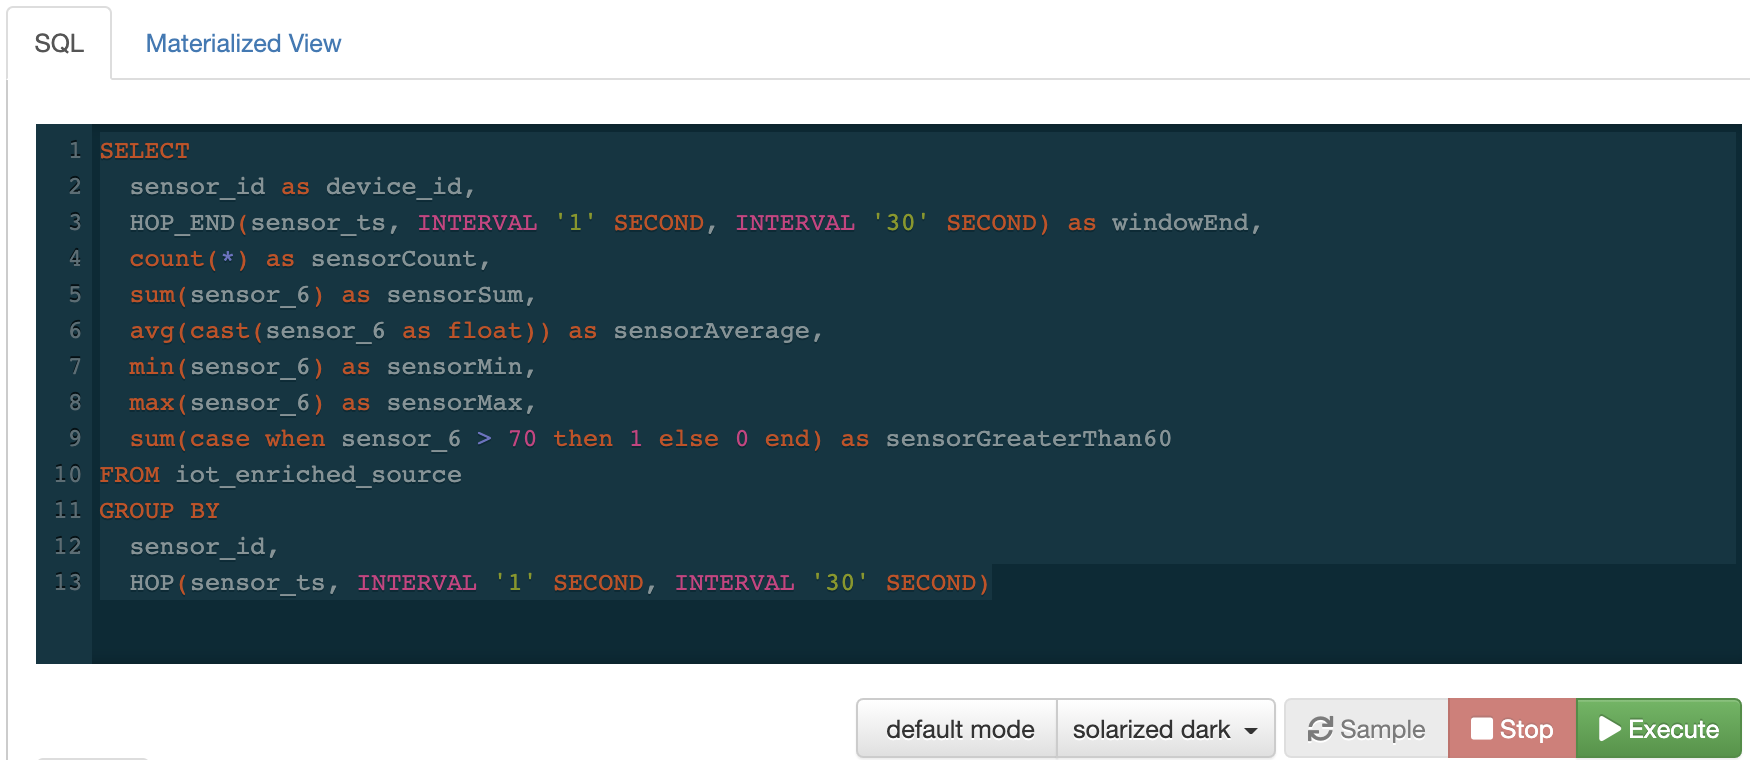 SQL
Materialized View
1 SELECT
2 sensor_id as device_id,
3 HOP_END(sensor_ts, INTERVAL '1' SECOND, INTERVAL '30' SECOND) as windowEnd,
4 count(*) as sensorCount,
5 sum(sensor_6) as sensorSum,
6 avg(cast(sensor_6 as float)) as sensorAverage,
7 min(sensor_6) as sensorMin,
8 max(sensor_6) as sensorMax,
9 sum(case when sensor_6 > 70 then 1 else 0 end) as sensorGreaterThan60
10 FROM iot_enriched_source
11 GROUP BY
12 sensor_id,
13 HOP(sensor_ts, INTERVAL '1' SECOND, INTERVAL '30' SECOND)
default mode
solarized dark
Sample
Stop
Execute